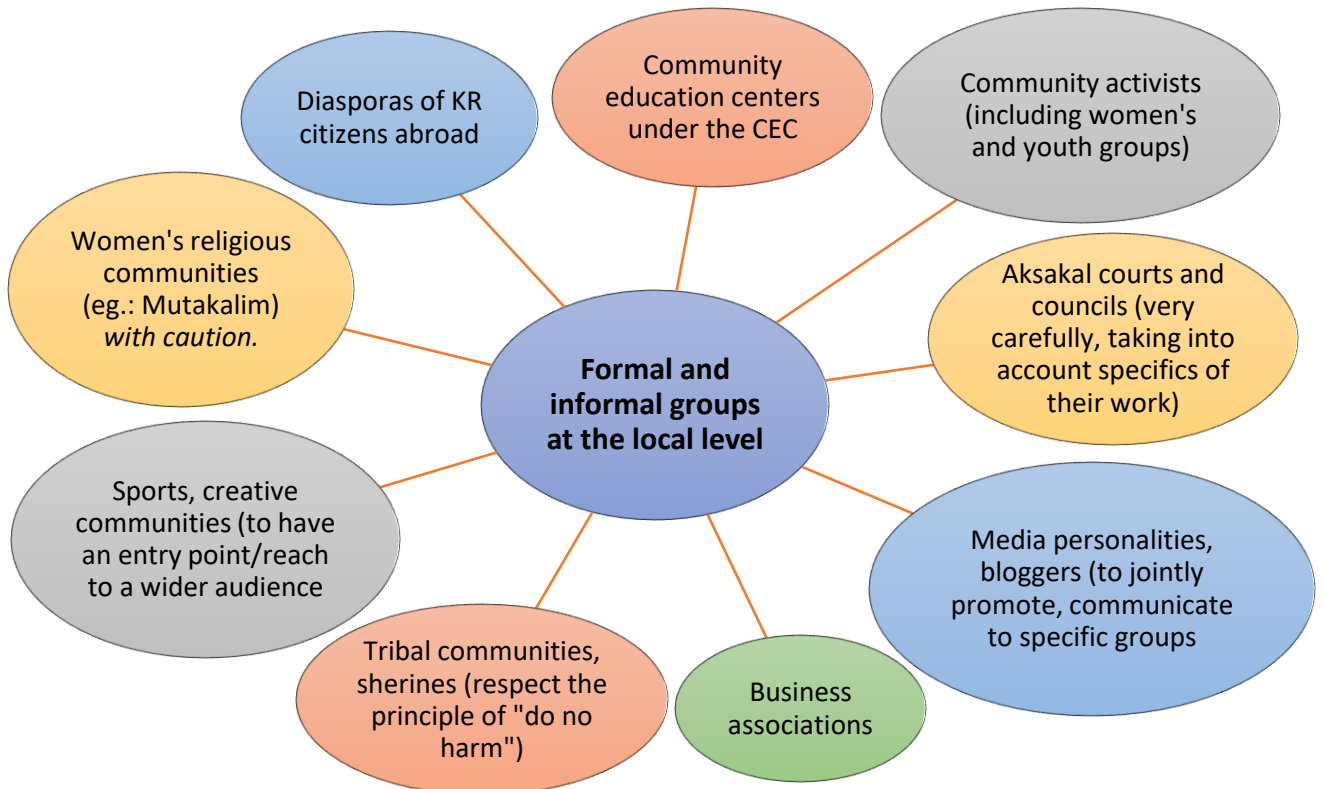 Community
education centers
under the CEC
Diasporas of KR
citizens abroad
Community activists
(including women's
and youth groups)
Women's religious
communities
(eg.: Mutakalim)
with caution.
Aksakal courts and
councils (very
carefully, taking into
account specifics of
their work)
Formal and
informal groups
at the local level
Sports, creative
communities (to have
an entry point/reach
to a wider audience
Media personalities,
bloggers (to jointly
promote, communicate
to specific groups
Tribal communities,
sherines (respect the
principle of "do no
harm")
Business
associations